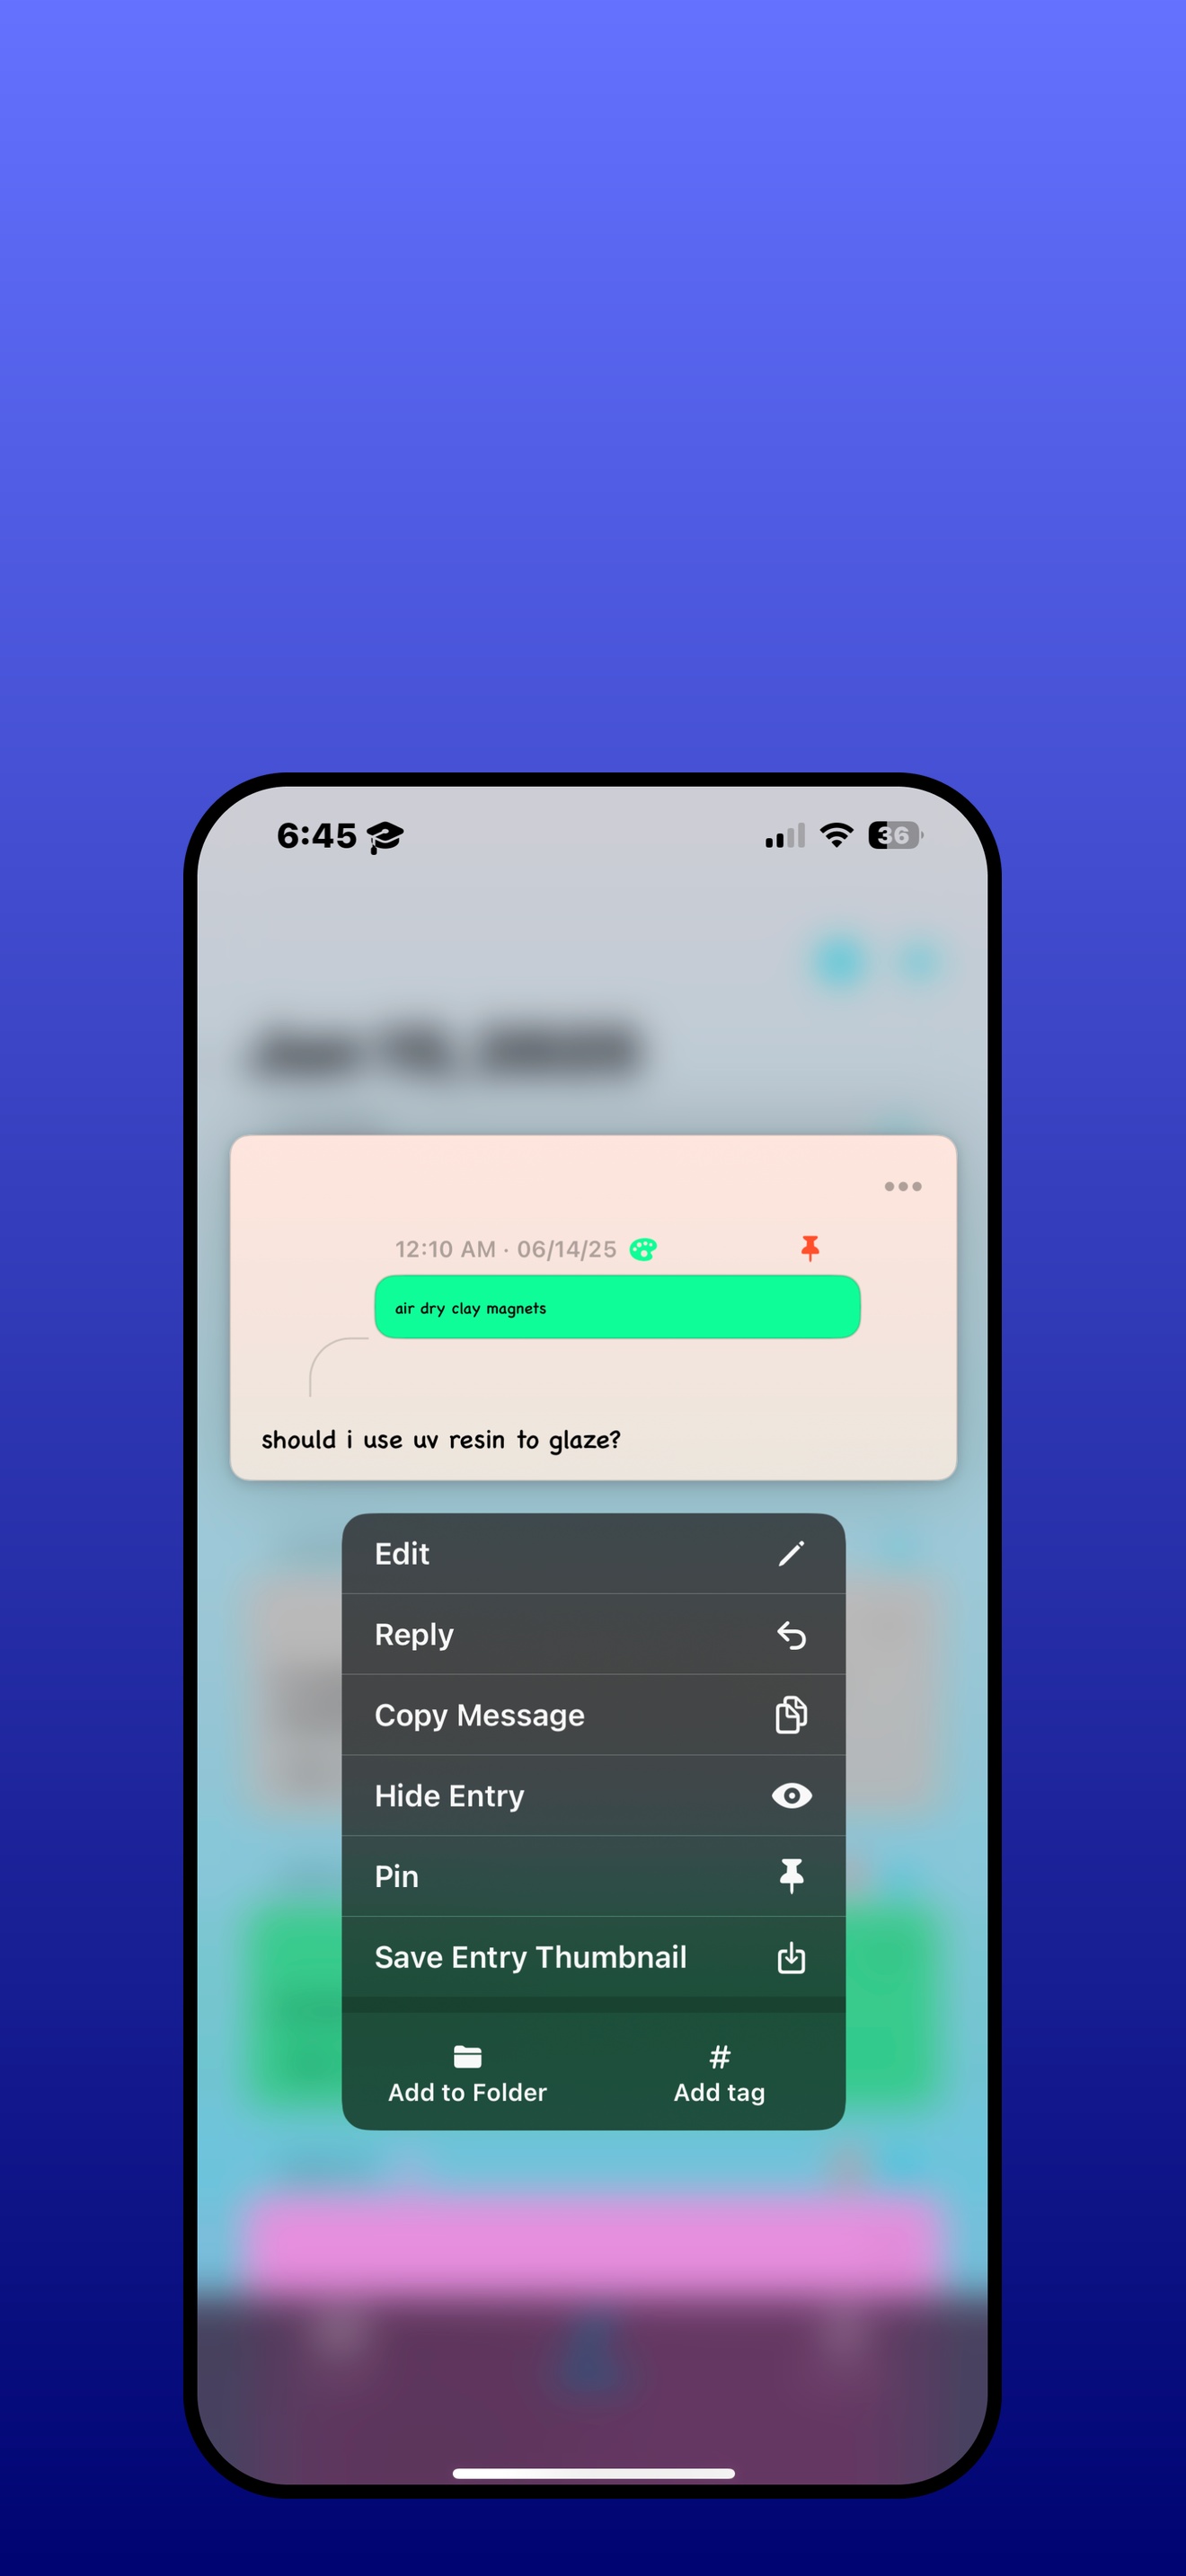 6:45
36
12:10 AM · 06/14/25
air dry clay magnets
should i use uv resin to glaze?
Edit
Reply
Copy Message
Hide Entry
Pin
Save Entry Thumbnail
Add to Folder
# Add tag